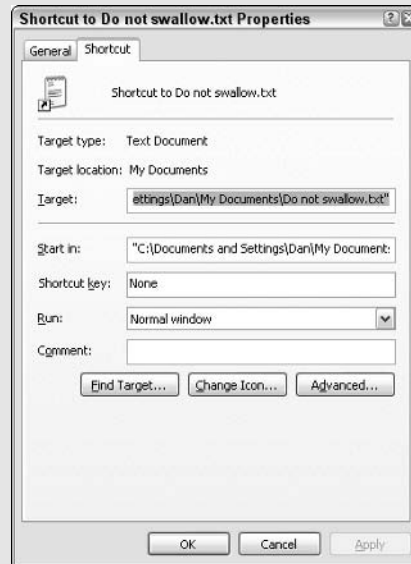 Shortcut to Do not swallow.txt Properties
General Shortcut
Shortcut to Do not swallow.txt
Target type: Text Document
Target location: My Documents
Target: ettings\Dan\My Documents\Do not swallow.txt"
Start in: "C:\Documents and Settings\Dan\My Document:
Shortcut key: None
Run: Normal window
Comment:
Find Target... Change Icon... Advanced...
OK Cancel Apply